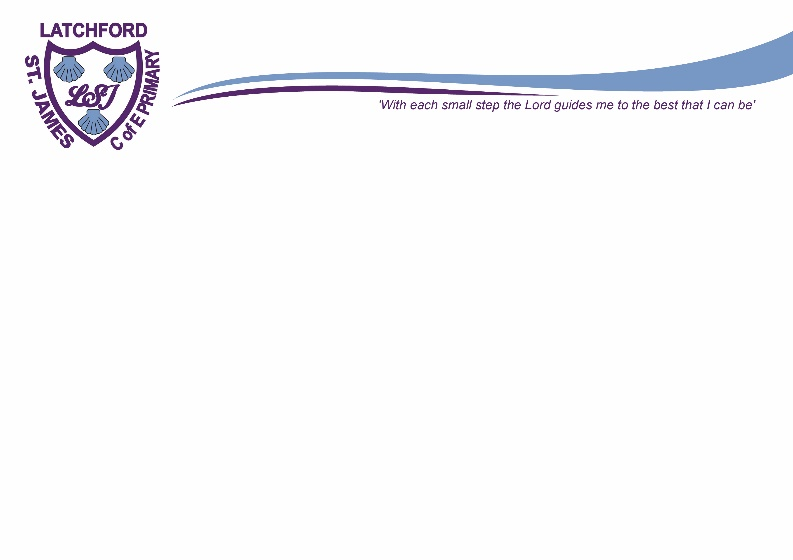 LATCHFORD
ST. JAMES
C of E PRIMARY
LSJ
'With each small step the Lord guides me to the best that I can be'